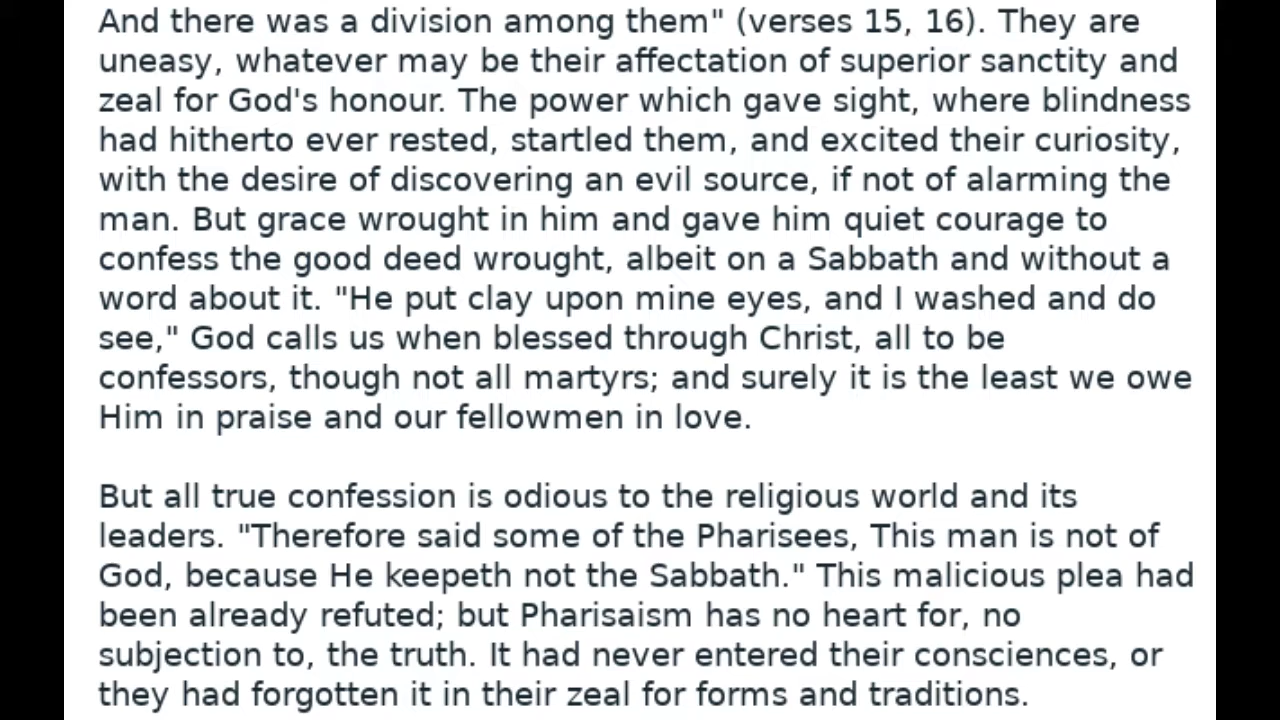 And there was a division among them" (verses 15, 16). They are
uneasy, whatever may be their affectation of superior sanctity and
zeal for God's honour. The power which gave sight, where blindness
had hitherto ever rested, startled them, and excited their curiosity,
with the desire of discovering an evil source, if not of alarming the
man. But grace wrought in him and gave him quiet courage to
confess the good deed wrought, albeit on a Sabbath and without a
word about it. "He put clay upon mine eyes, and I washed and do
see," God calls us when blessed through Christ, all to be
confessors, though not all martyrs; and surely it is the least we owe
Him in praise and our fellowmen in love.

But all true confession is odious to the religious world and its
leaders. "Therefore said some of the Pharisees, This man is not of
God, because He keepeth not the Sabbath." This malicious plea had
been already refuted; but Pharisaism has no heart for, no
subjection to, the truth. It had never entered their consciences, or
they had forgotten it in their zeal for forms and traditions.